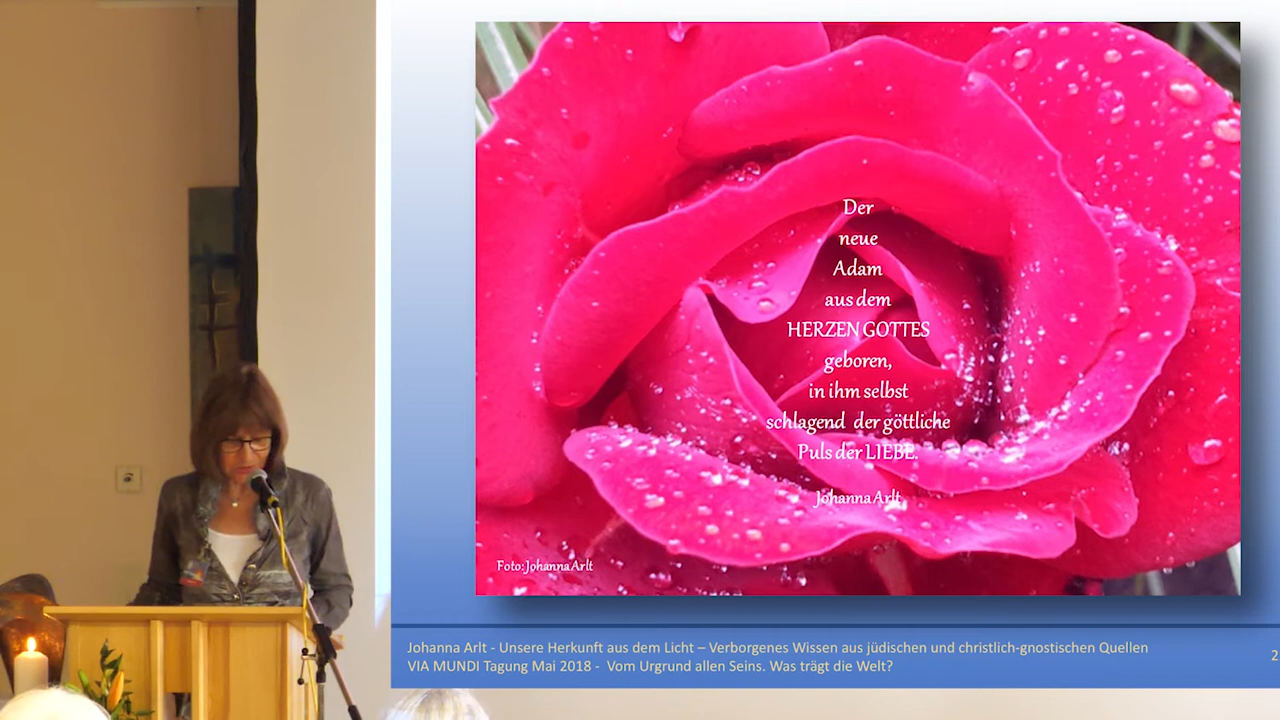 Der
neue
Adam
aus dem
HERZEN GOTTES
geboren,
in ihm selbst
schlagend der göttliche
Puls der LIEBE.
Johanna Arlt
Foto: Johanna Arlt
Johanna Arlt - Unsere Herkunft aus dem Licht – Verborgenes Wissen aus jüdischen und christlich-gnostischen Quellen
VIA MUNDI Tagung Mai 2018 - Vom Urgrund allen Seins. Was trägt die Welt?